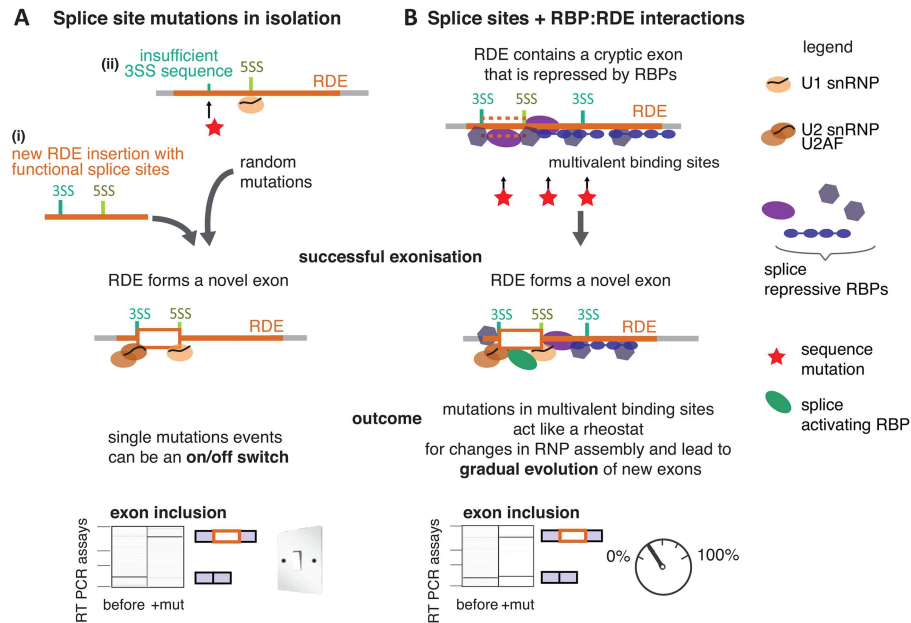 A Splice site mutations in isolation
(ii)
insufficient
3SS sequence
5SS
RDE
(i)
new RDE insertion with
functional splice sites
3SS 5SS
random
mutations
RDE forms a novel exon
3SS 5SS
RDE
single mutations events
can be an on/off switch
exon inclusion
RT PCR assays
before +mut
successful exonisation
outcome
B Splice sites + RBP:RDE interactions
RDE contains a cryptic exon
that is repressed by RBPs
3SS 5SS 3SS
RDE
multivalent binding sites
RDE forms a novel exon
3SS 5SS 3SS
RDE
mutations in multivalent binding sites
act like a rheostat
for changes in RNP assembly and lead to
gradual evolution of new exons
exon inclusion
RT PCR assays
before +mut
0% 100%
legend
U1 snRNP
U2 snRNP
U2AF
splice
repressive RBPs
sequence
mutation
splice
activating RBP